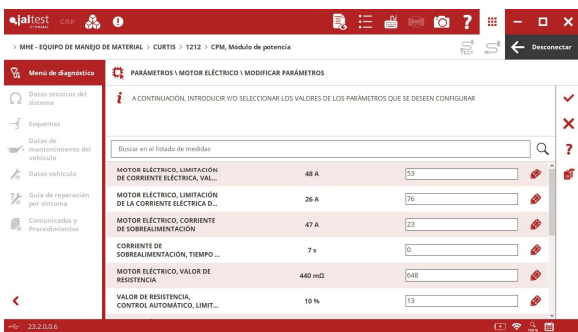 jaltest GRP
> MHE - EQUIPO DE MANEJO DE MATERIAL > CURTIS > 1212 > CPM, Módulo de potencia
Desconectar
Menú de diagnóstico
Datos técnicos del
sistema
Esquemas
Datos de
mantenimiento del
vehículo
Datos vehículo
Guía de reparación
por síntoma
Comunicados y
Procedimientos
PARÁMETROS \ MOTOR ELÉCTRICO \ MODIFICAR PARÁMETROS
A CONTINUACIÓN, INTRODUCIR Y/O SELECCIONAR LOS VALORES DE LOS PARÁMETROS QUE SE DESEEN CONFIGURAR
Buscar en el listado de medidas
MOTOR ELÉCTRICO, LIMITACIÓN
DE CORRIENTE ELÉCTRICA, VAL...
48 A
53
MOTOR ELÉCTRICO, LIMITACIÓN
DE LA CORRIENTE ELÉCTRICA D...
26 A
76
MOTOR ELÉCTRICO, CORRIENTE
DE SOBREALIMENTACIÓN
47 A
23
CORRIENTE DE
SOBREALIMENTACIÓN, TIEMPO ...
7 s
0
MOTOR ELÉCTRICO, VALOR DE
RESISTENCIA
440 mΩ
648
VALOR DE RESISTENCIA,
CONTROL AUTOMÁTICO, LIMIT...
10 %
13
23.2.0.0.6
100 %